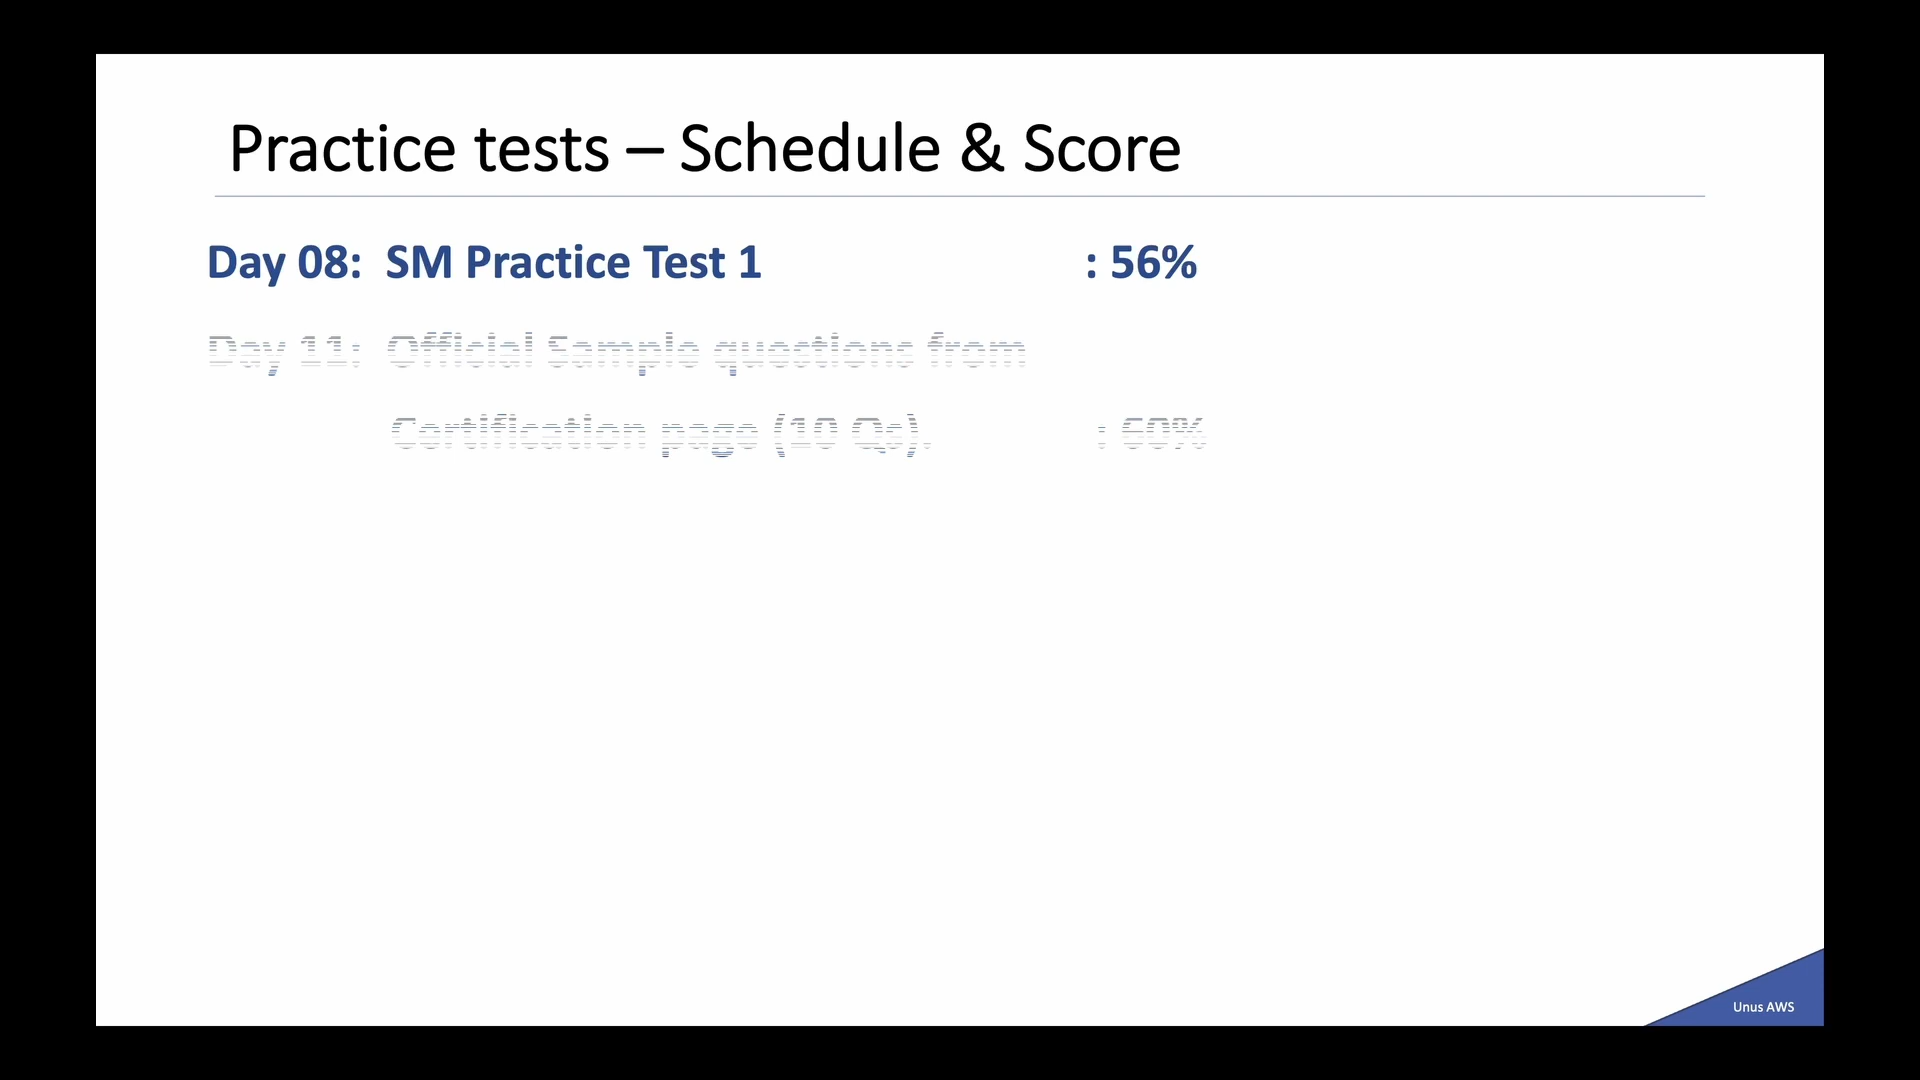 Practice tests – Schedule & Score
Day 08: SM Practice Test 1 : 56%
Day 11: Official Sample questions from
Certification page (10 Qs). : 60%
Unus AWS